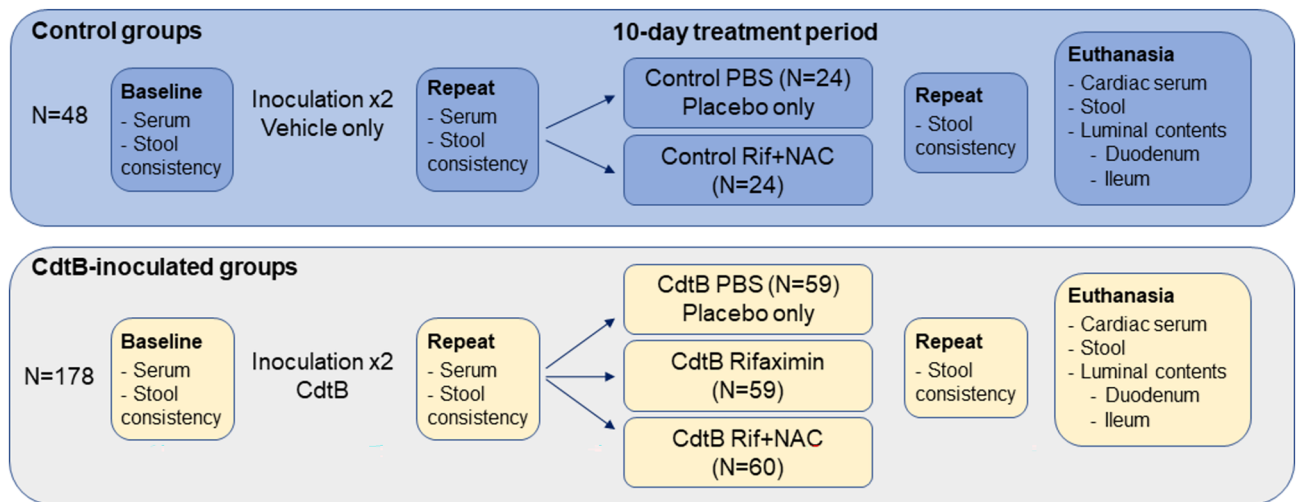 Control groups
10-day treatment period
N=48
Baseline
- Serum
- Stool
consistency
Inoculation x2
Vehicle only
Repeat
- Serum
- Stool
consistency
Control PBS (N=24)
Placebo only
Control Rif+NAC
(N=24)
Repeat
- Stool
consistency
Euthanasia
- Cardiac serum
- Stool
- Luminal contents
- Duodenum
- Ileum
CdtB-inoculated groups
N=178
Baseline
- Serum
- Stool
consistency
Inoculation x2
CdtB
Repeat
- Serum
- Stool
consistency
CdtB PBS (N=59)
Placebo only
CdtB Rifaximin
(N=59)
CdtB Rif+NAC
(N=60)
Repeat
- Stool
consistency
Euthanasia
- Cardiac serum
- Stool
- Luminal contents
- Duodenum
- Ileum